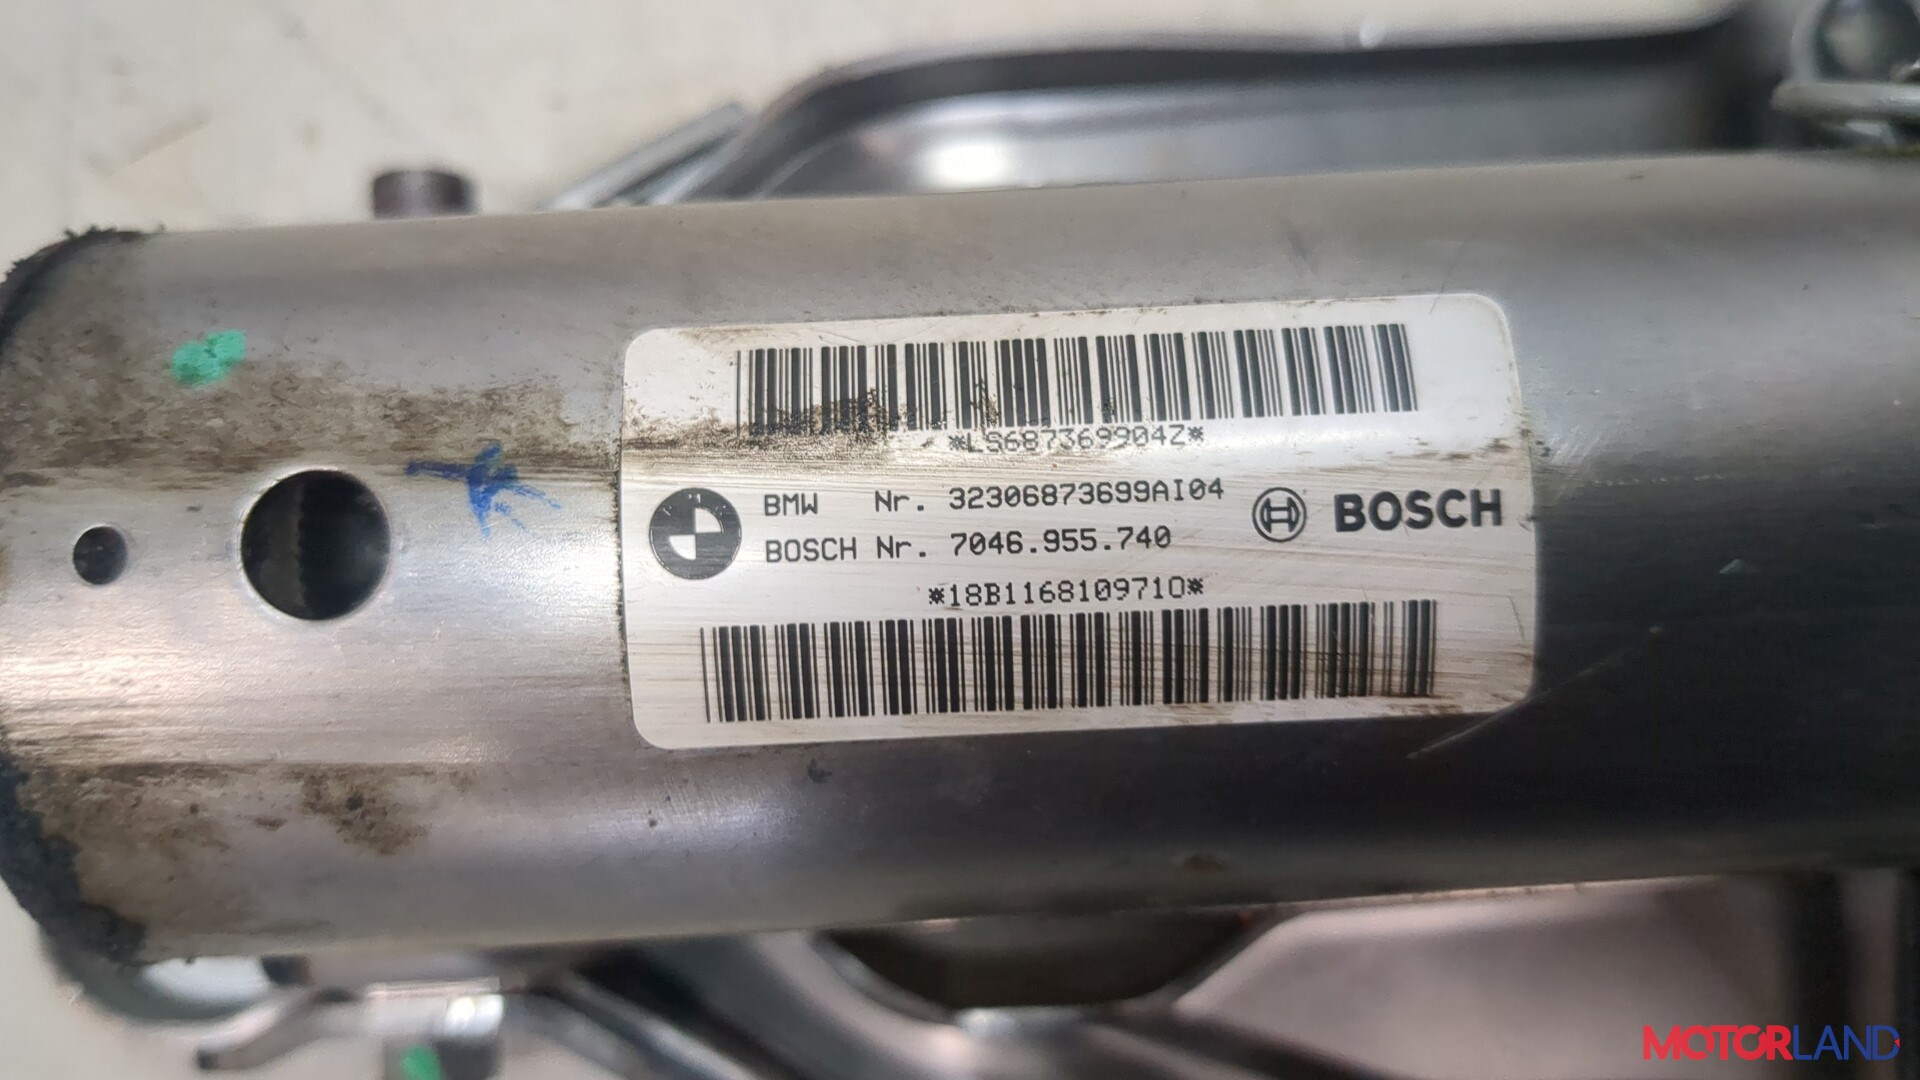 *LS687369904Z*
BMW Nr. 32306873699AI04
BOSCH Nr. 7046.955.740
BOSCH
*18B1168109710*
MOTORLAND